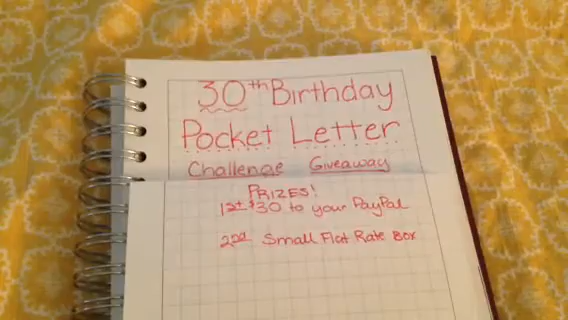 30th Birthday
Pocket Letter
Challenge Giveaway
PRIZES!
1st $30 to your PayPal
2nd Small Flat Rate Box